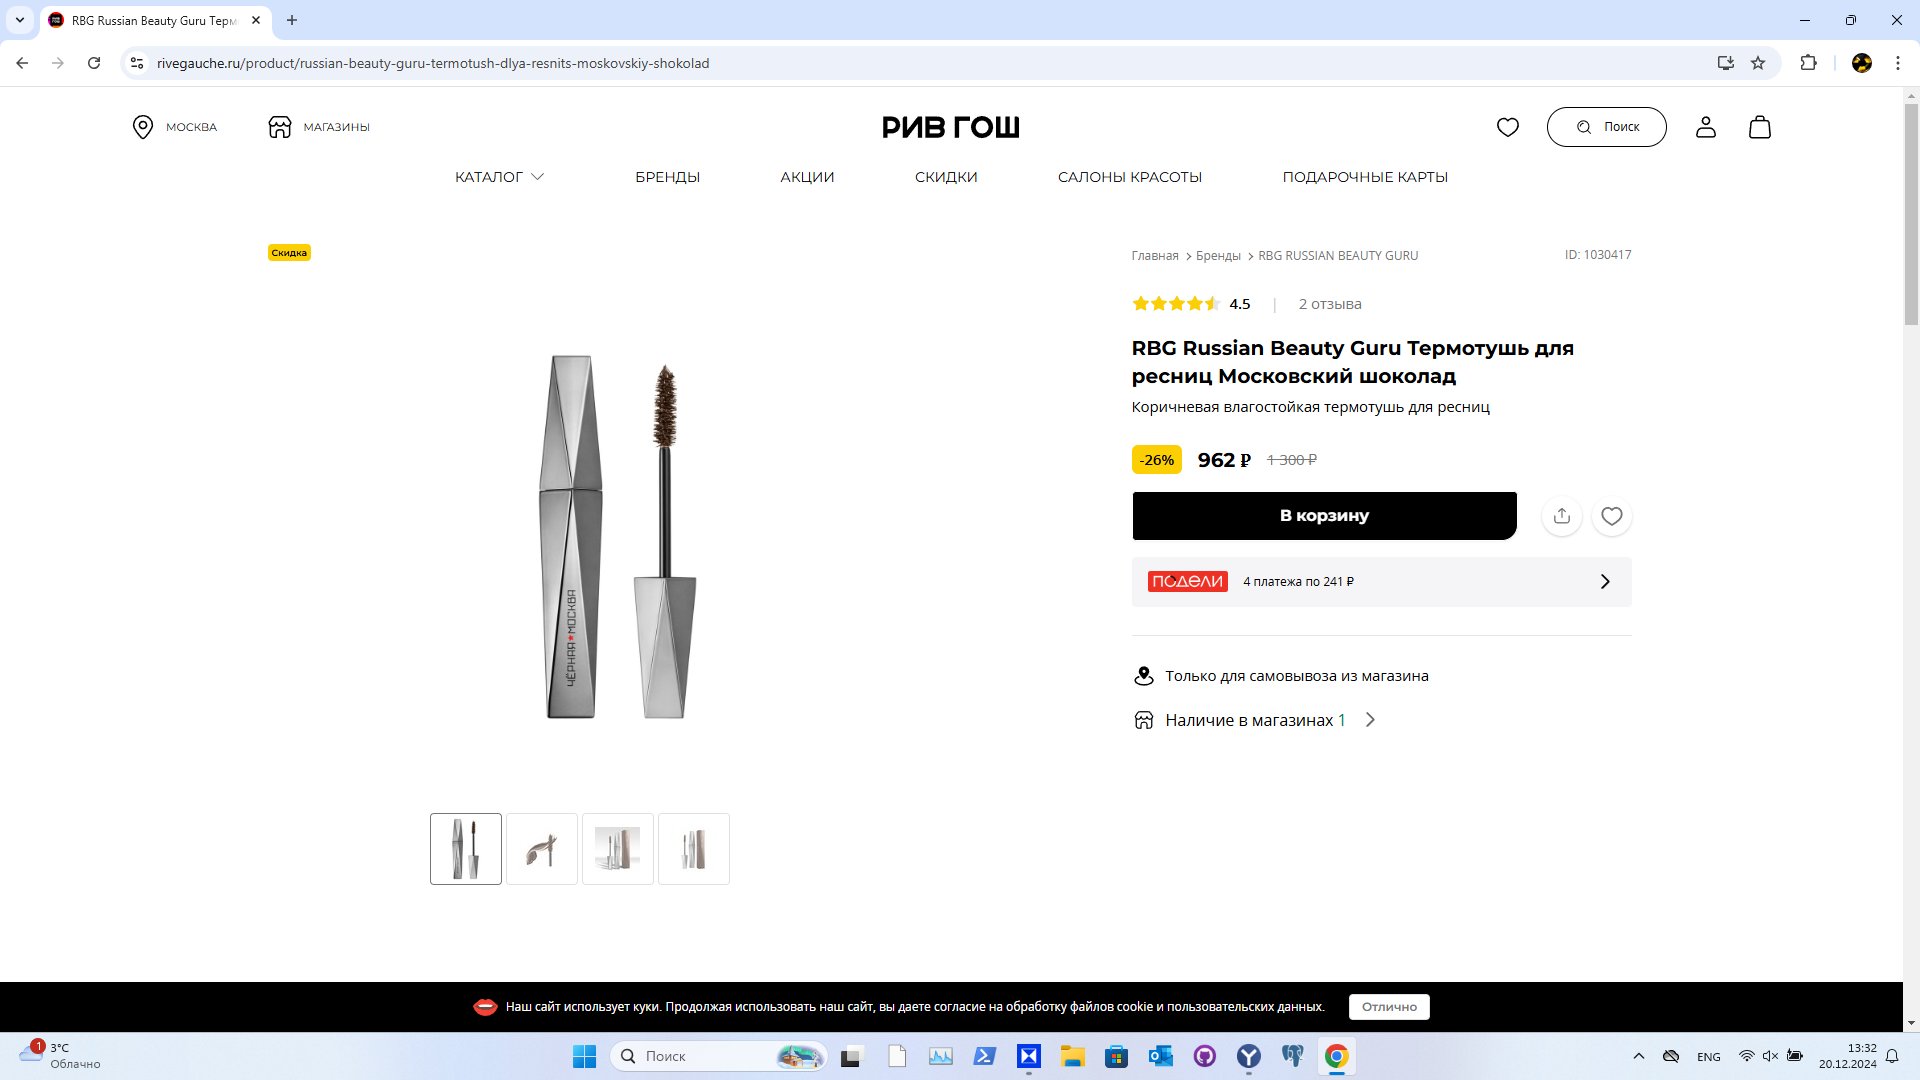 RBG Russian Beauty Guru Терм
rivegauche.ru/product/russian-beauty-guru-termotush-dlya-resnits-moskovskiy-shokolad
МОСКВА
МАГАЗИНЫ
РИВ ГОШ
Поиск
КАТАЛОГ
БРЕНДЫ
АКЦИИ
СКИДКИ
САЛОНЫ КРАСОТЫ
ПОДАРОЧНЫЕ КАРТЫ
Скидка
Главная
Бренды
RBG RUSSIAN BEAUTY GURU
ID: 1030417
4.5
|
2 отзыва
RBG Russian Beauty Guru Термотушь для
ресниц Московский шоколад
Коричневая влагостойкая термотушь для ресниц
-26%
962 ₽
1 300 ₽
В корзину
ПОДЕЛИ
4 платежа по 241 ₽
Только для самовывоза из магазина
Наличие в магазинах 1
ЧЁРНАЯ★МОСКВА
Наш сайт использует куки. Продолжая использовать наш сайт, вы даете согласие на обработку файлов cookie и пользовательских данных.
Отлично
1
3°C
Облачно
Поиск
ENG
13:32
20.12.2024